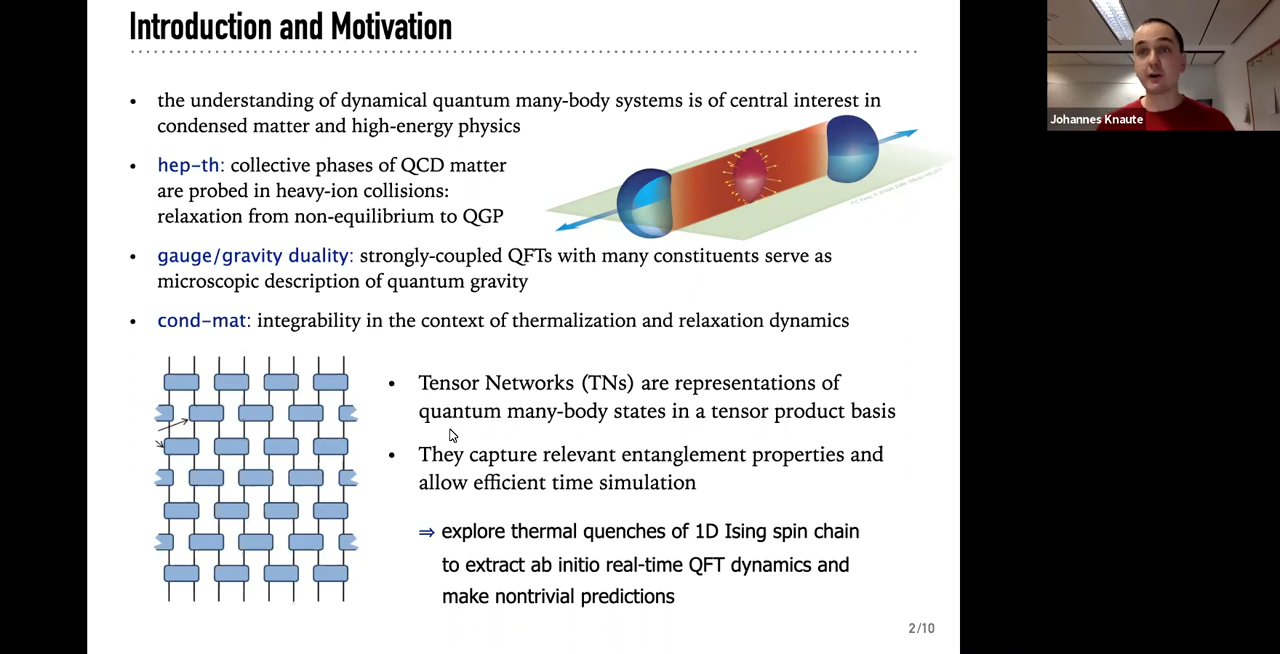 Introduction and Motivation
• the understanding of dynamical quantum many-body systems is of central interest in
condensed matter and high-energy physics
• hep-th: collective phases of QCD matter
are probed in heavy-ion collisions:
relaxation from non-equilibrium to QGP
• gauge/gravity duality: strongly-coupled QFTs with many constituents serve as
microscopic description of quantum gravity
• cond-mat: integrability in the context of thermalization and relaxation dynamics
• Tensor Networks (TNs) are representations of
quantum many-body states in a tensor product basis
• They capture relevant entanglement properties and
allow efficient time simulation
⇒ explore thermal quenches of 1D Ising spin chain
to extract ab initio real-time QFT dynamics and
make nontrivial predictions
2/10
Johannes Knaute